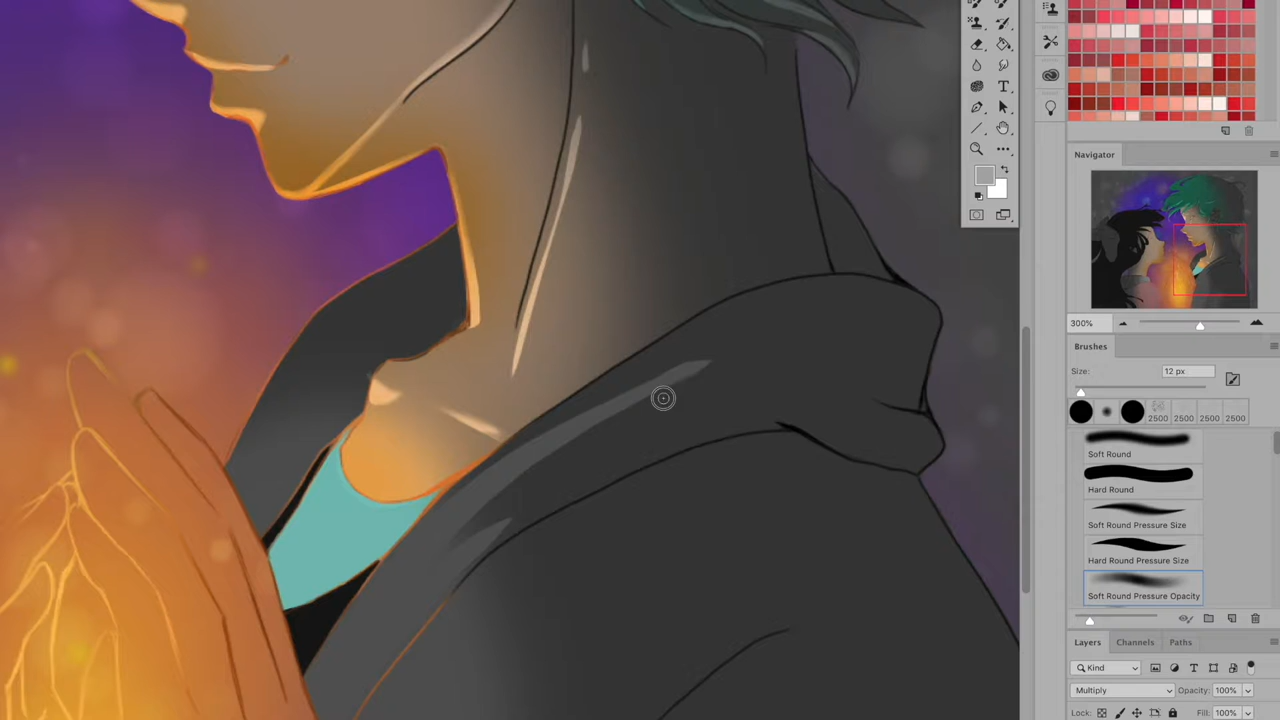 Navigator
300%
Brushes
Size:
12 px
2500
2500
2500
2500
Soft Round
Hard Round
Soft Round Pressure Size
Hard Round Pressure Size
Soft Round Pressure Opacity
Layers
Channels
Paths
Kind
Multiply
Opacity:
100%
Lock:
Fill:
100%